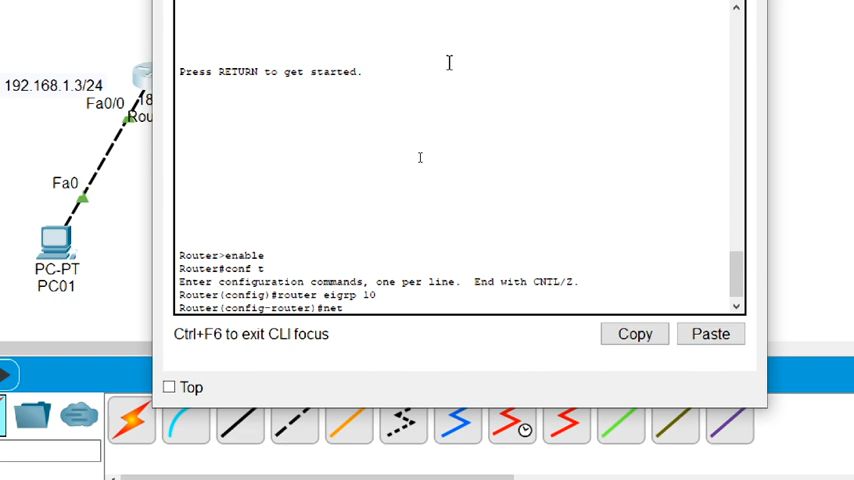 Press RETURN to get started.
192.168.1.3/24
Fa0/0
18
Rou
Fa0
PC-PT
PC01
Router>enable
Router#conf t
Enter configuration commands, one per line.  End with CNTL/Z.
Router(config)#router eigrp 10
Router(config-router)#net
Ctrl+F6 to exit CLI focus
Copy
Paste
Top